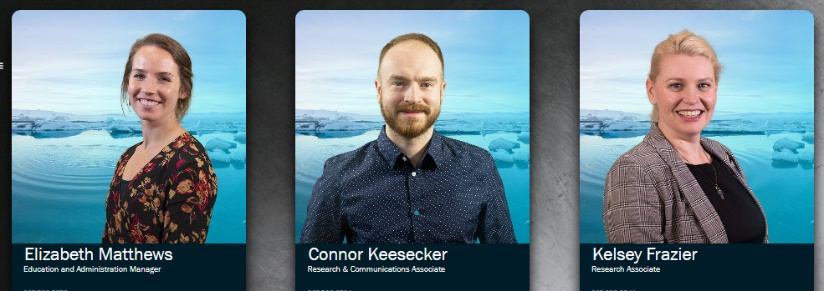 Elizabeth Matthews
Education and Administration Manager
Connor Keesecker
Research & Communications Associate
Kelsey Frazier
Research Associate